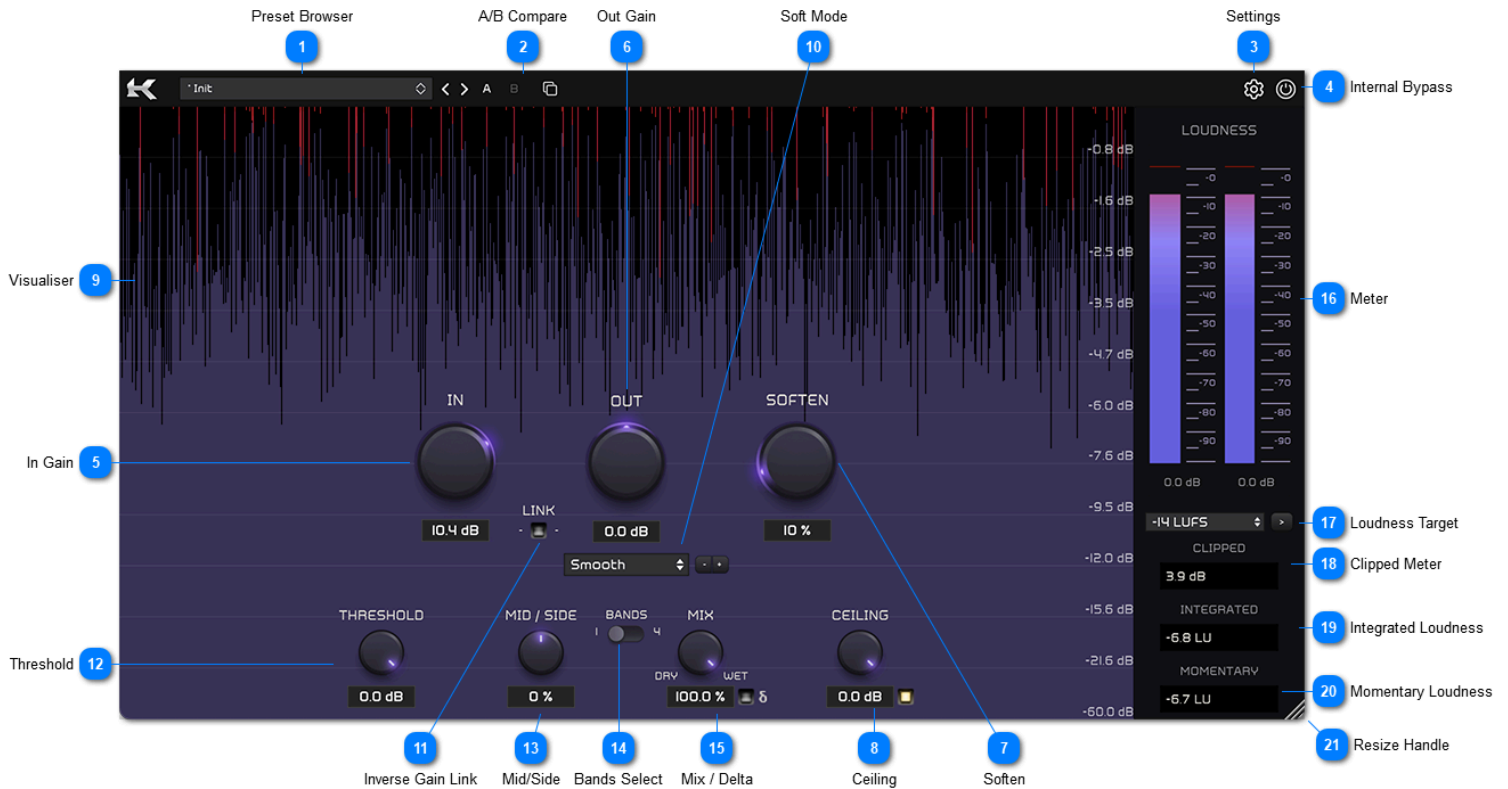 Preset Browser
A/B Compare
Out Gain
Soft Mode
Settings
1
2
6
10
3
' Init
A
B
4
Internal Bypass
LOUDNESS
-0.8 dB
-1.6 dB
-2.5 dB
-3.5 dB
-4.7 dB
-6.0 dB
-7.6 dB
-9.5 dB
-12.0 dB
-15.6 dB
-21.6 dB
-60.0 dB
-0
-10
-20
-30
-40
-50
-60
-70
-80
-90
-0
-10
-20
-30
-40
-50
-60
-70
-80
-90
0.0 dB
0.0 dB
Visualiser
9
16
Meter
IN
OUT
SOFTEN
In Gain
5
10.4 dB
LINK
0.0 dB
10 %
Smooth
- +
-14 LUFS
>
17
Loudness Target
CLIPPED
3.9 dB
18
Clipped Meter
INTEGRATED
-6.8 LU
19
Integrated Loudness
MOMENTARY
-6.7 LU
20
Momentary Loudness
THRESHOLD
MID / SIDE
BANDS
1
4
MIX
CEILING
Threshold
12
DRY
WET
0.0 dB
0 %
100.0 %
δ
0.0 dB
11
13
14
15
8
7
21
Resize Handle
Inverse Gain Link
Mid/Side
Bands Select
Mix / Delta
Ceiling
Soften